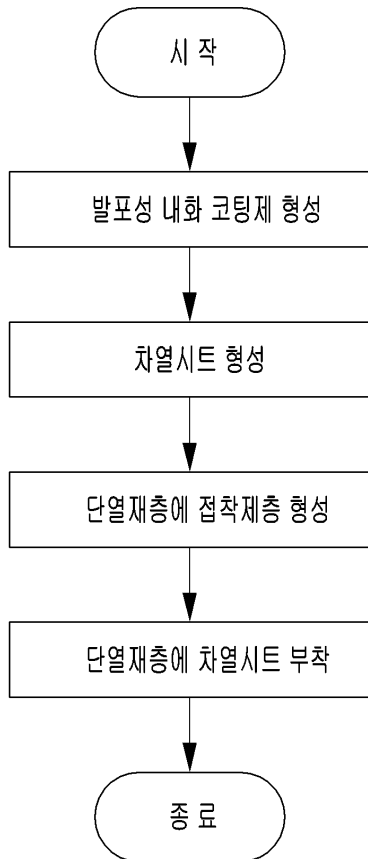 시 작
발포성 내화 코팅제 형성
차열시트 형성
단열재층에 접착제층 형성
단열재층에 차열시트 부착
종 료